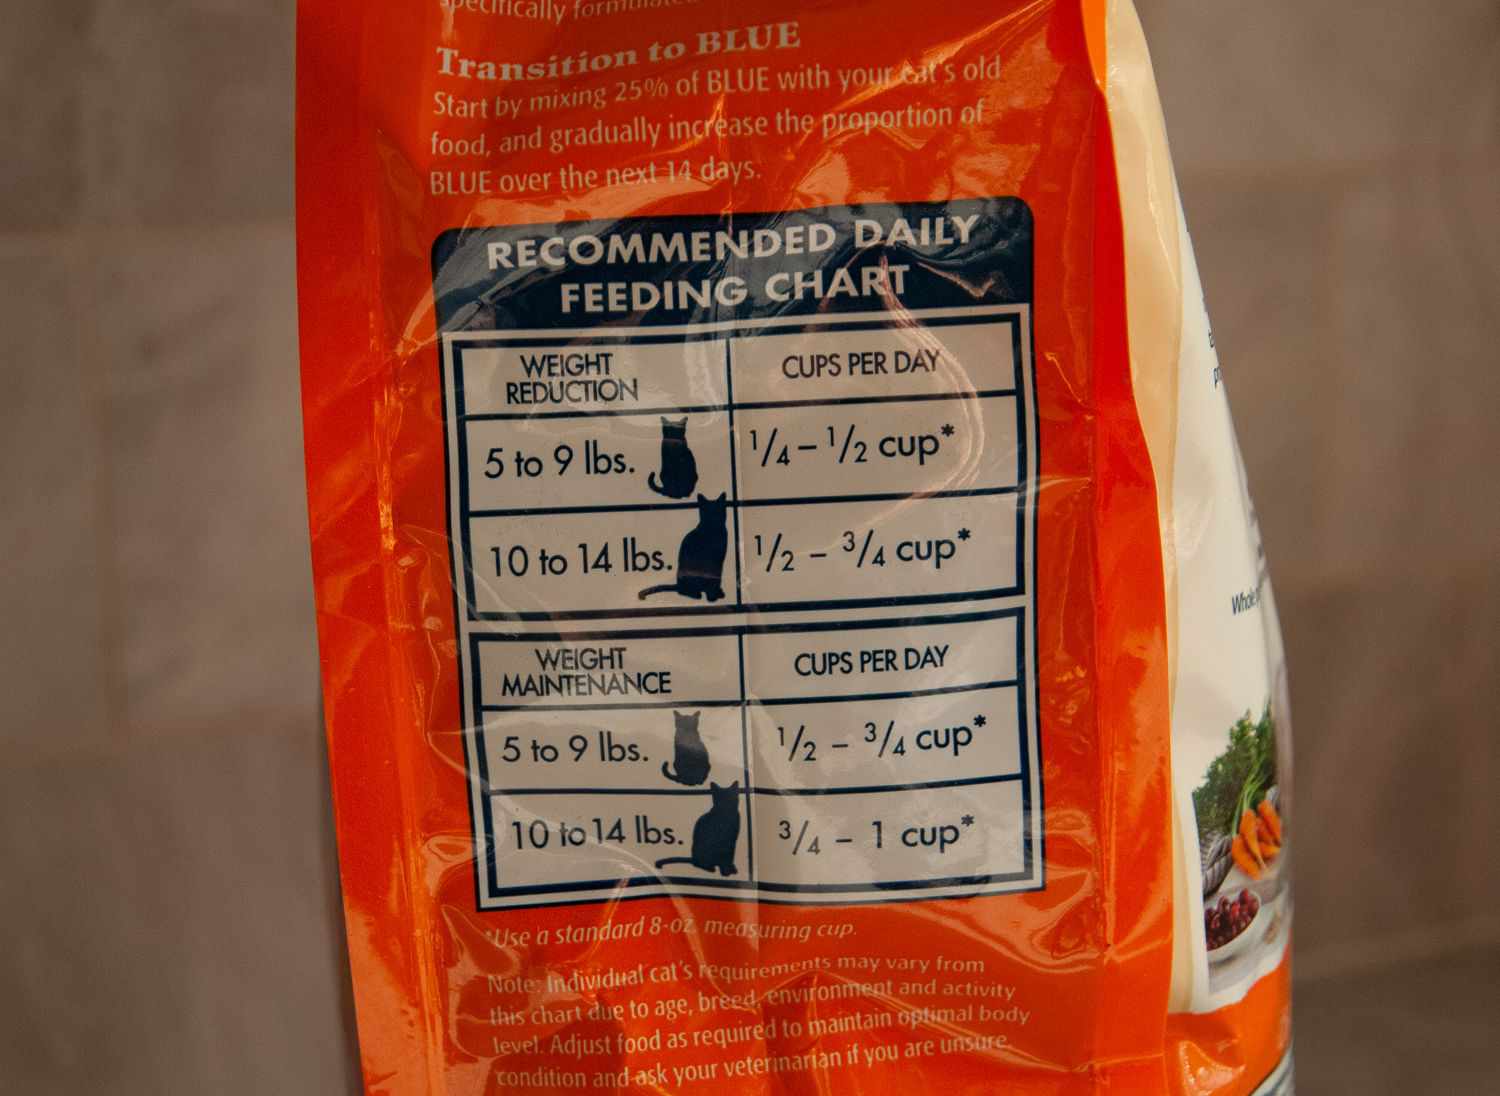 specifically formulated
Transition to BLUE
Start by mixing 25% of BLUE with your cat's old
food, and gradually increase the proportion of
BLUE over the next 14 days.
RECOMMENDED DAILY
FEEDING CHART
WEIGHT
REDUCTION
CUPS PER DAY
5 to 9 lbs.
1/4 – 1/2 cup*
10 to 14 lbs.
1/2 – 3/4 cup*
WEIGHT
MAINTENANCE
CUPS PER DAY
5 to 9 lbs.
1/2 – 3/4 cup*
10 to 14 lbs.
3/4 – 1 cup*
*Use a standard 8-oz. measuring cup.
Note: Individual cat's requirements may vary from
this chart due to age, breed, environment and activity
level. Adjust food as required to maintain optimal body
condition and ask your veterinarian if you are unsure.